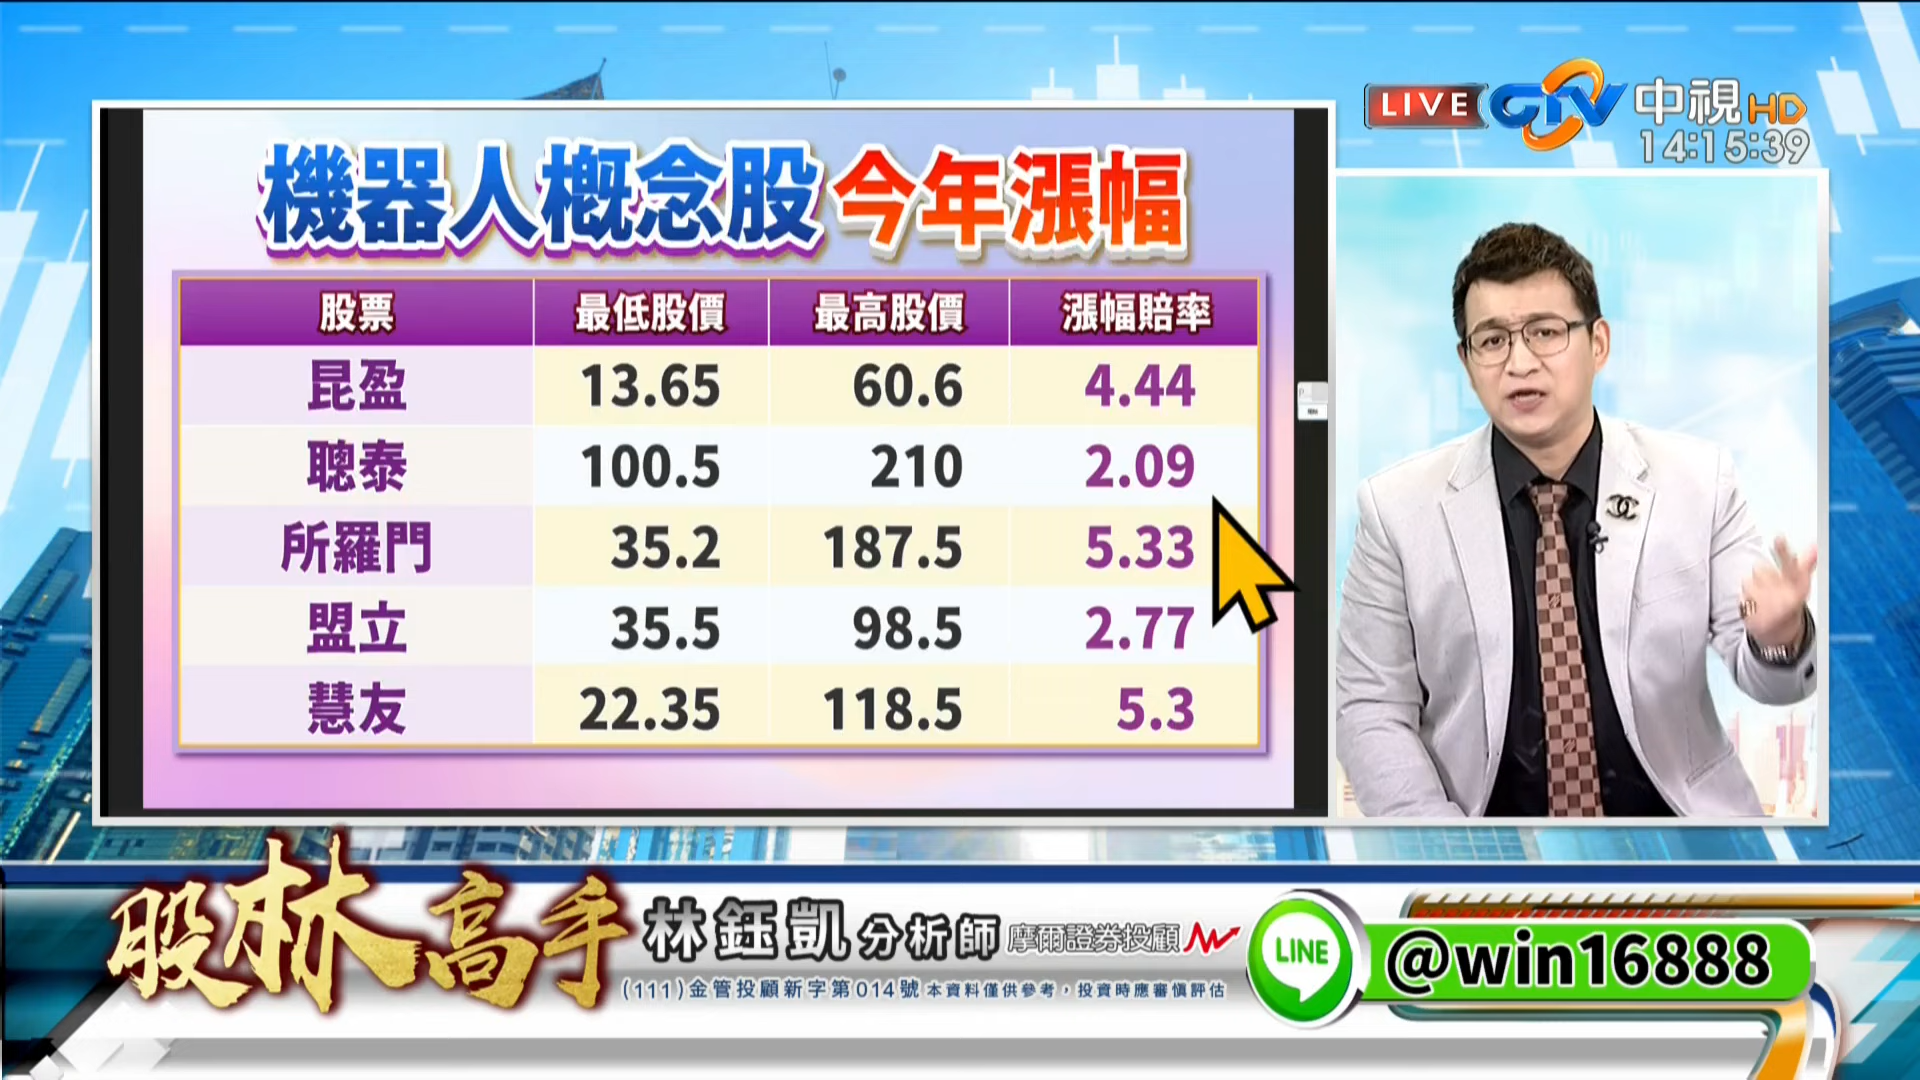 LIVE CTV 中視HD
14:15:39
機器人概念股 今年漲幅
股票 最低股價 最高股價 漲幅賠率
昆盈 13.65 60.6 4.44
聰泰 100.5 210 2.09
所羅門 35.2 187.5 5.33
盟立 35.5 98.5 2.77
慧友 22.35 118.5 5.3
股林高手 林鈺凱分析師 摩爾證券投顧
(111)金管投顧新字第014號 本資料僅供參考，投資時應審慎評估
LINE @win16888